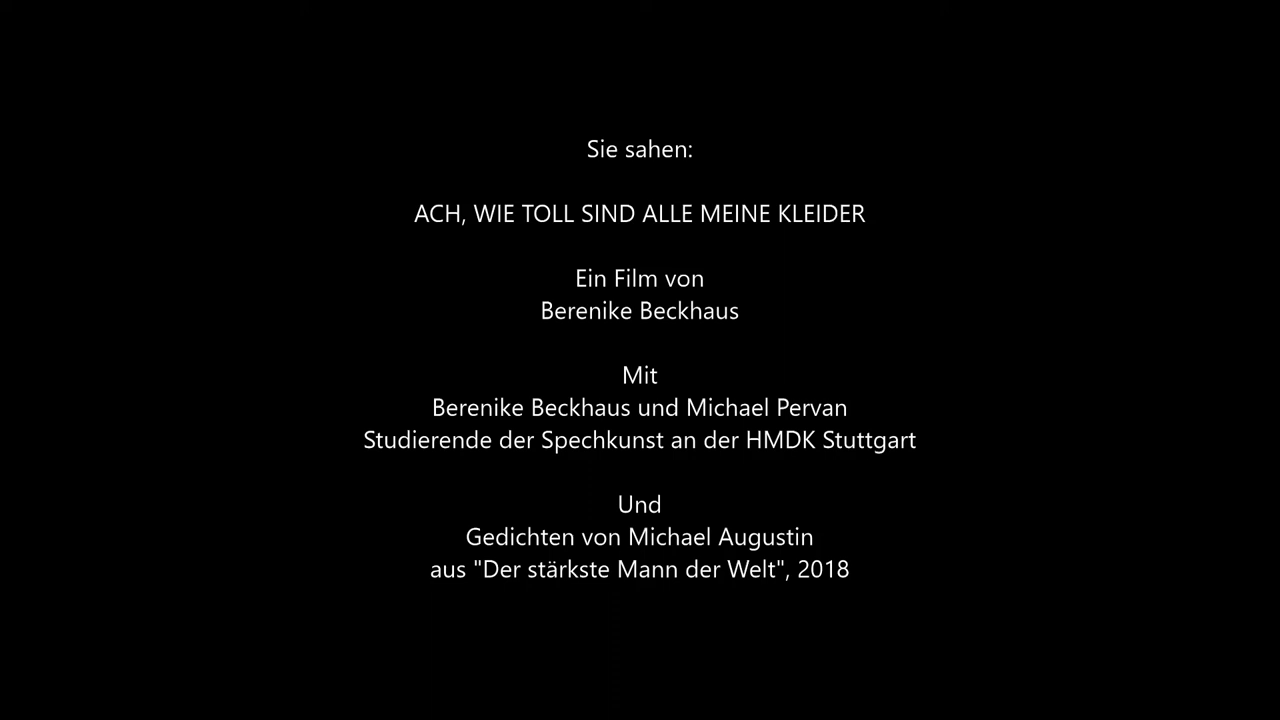 Sie sahen:
ACH, WIE TOLL SIND ALLE MEINE KLEIDER
Ein Film von
Berenike Beckhaus
Mit
Berenike Beckhaus und Michael Pervan
Studierende der Spechkunst an der HMDK Stuttgart
Und
Gedichten von Michael Augustin
aus "Der stärkste Mann der Welt", 2018